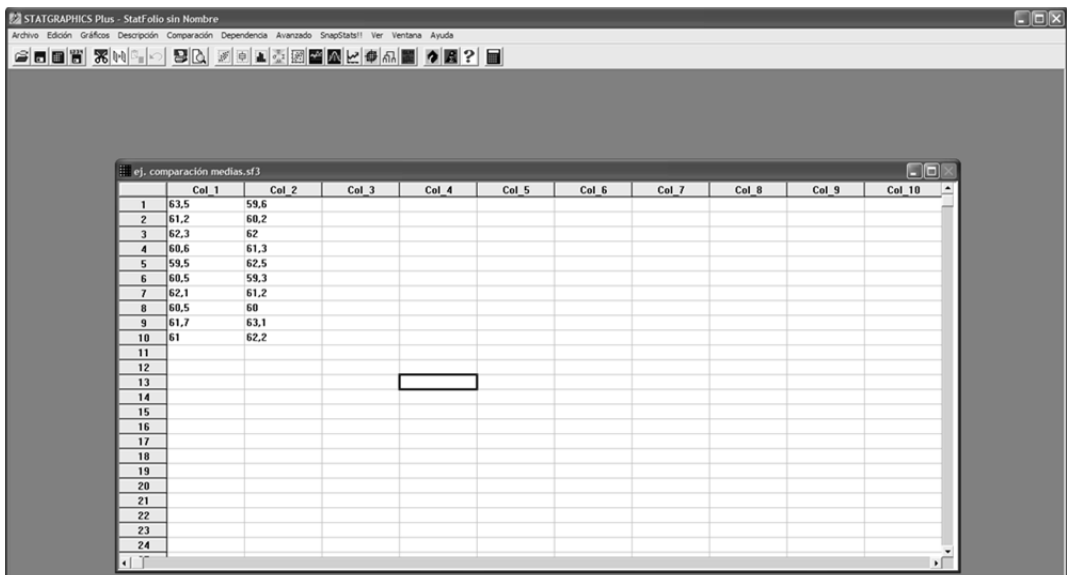 STATGRAPHICS Plus - StatFolio sin Nombre
Archivo Edición Gráficos Descripción Comparación Dependencia Avanzado SnapStats!! Ver Ventana Ayuda
ej. comparación medias.sf3
Col_1 Col_2 Col_3 Col_4 Col_5 Col_6 Col_7 Col_8 Col_9 Col_10
1 63,5 59,6
2 61,2 60,2
3 62,3 62
4 60,6 61,3
5 59,5 62,5
6 60,5 59,3
7 62,1 61,2
8 60,5 60
9 61,7 63,1
10 61 62,2
11
12
13
14
15
16
17
18
19
20
21
22
23
24